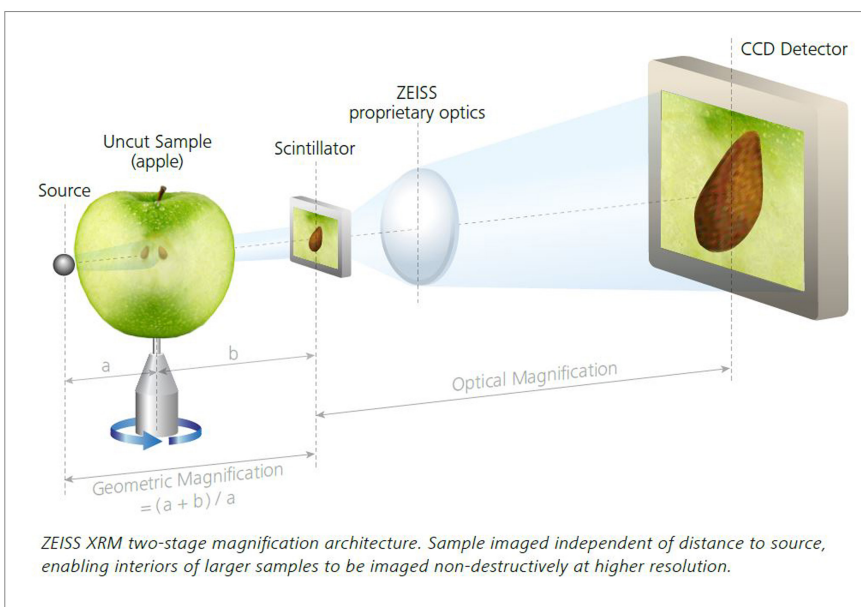 CCD Detector
ZEISS
proprietary optics
Uncut Sample
(apple)
Scintillator
Source
a
b
Optical Magnification
Geometric Magnification
= (a + b) / a
ZEISS XRM two-stage magnification architecture. Sample imaged independent of distance to source,
enabling interiors of larger samples to be imaged non-destructively at higher resolution.